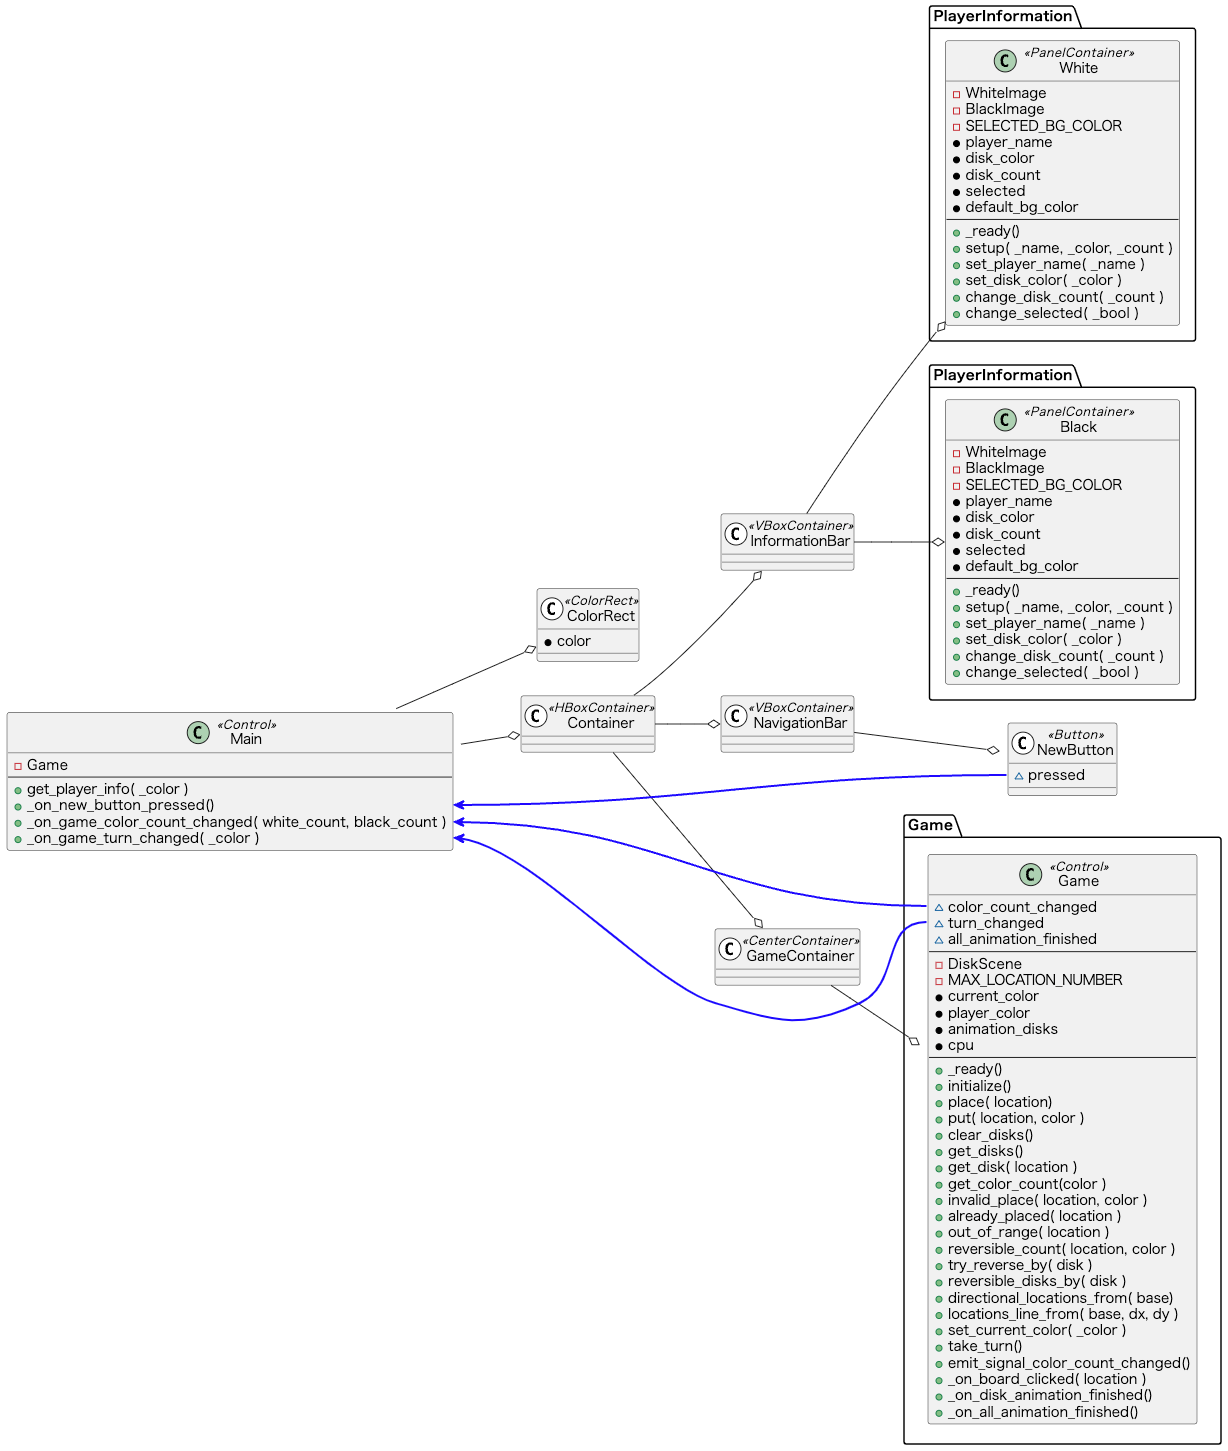 PlayerInformation
C
«PanelContainer»
White
WhiteImage
BlackImage
SELECTED_BG_COLOR
player_name
disk_color
disk_count
selected
default_bg_color
_ready()
setup( _name, _color, _count )
set_player_name( _name )
set_disk_color( _color )
change_disk_count( _count )
change_selected( _bool )
PlayerInformation
C
«PanelContainer»
Black
WhiteImage
BlackImage
SELECTED_BG_COLOR
player_name
disk_color
disk_count
selected
default_bg_color
_ready()
setup( _name, _color, _count )
set_player_name( _name )
set_disk_color( _color )
change_disk_count( _count )
change_selected( _bool )
C
«VBoxContainer»
InformationBar
C
«ColorRect»
ColorRect
color
C
«HBoxContainer»
Container
C
«VBoxContainer»
NavigationBar
C
«Button»
NewButton
pressed
C
«Control»
Main
Game
get_player_info( _color )
_on_new_button_pressed()
_on_game_color_count_changed( white_count, black_count )
_on_game_turn_changed( _color )
C
«CenterContainer»
GameContainer
Game
C
«Control»
Game
color_count_changed
turn_changed
all_animation_finished
DiskScene
MAX_LOCATION_NUMBER
current_color
player_color
animation_disks
cpu
_ready()
initialize()
place( location)
put( location, color )
clear_disks()
get_disks()
get_disk( location )
get_color_count(color )
invalid_place( location, color )
already_placed( location )
out_of_range( location )
reversible_count( location, color )
try_reverse_by( disk )
reversible_disks_by( disk )
directional_locations_from( base)
locations_line_from( base, dx, dy )
set_current_color( _color )
take_turn()
emit_signal_color_count_changed()
_on_board_clicked( location )
_on_disk_animation_finished()
_on_all_animation_finished()